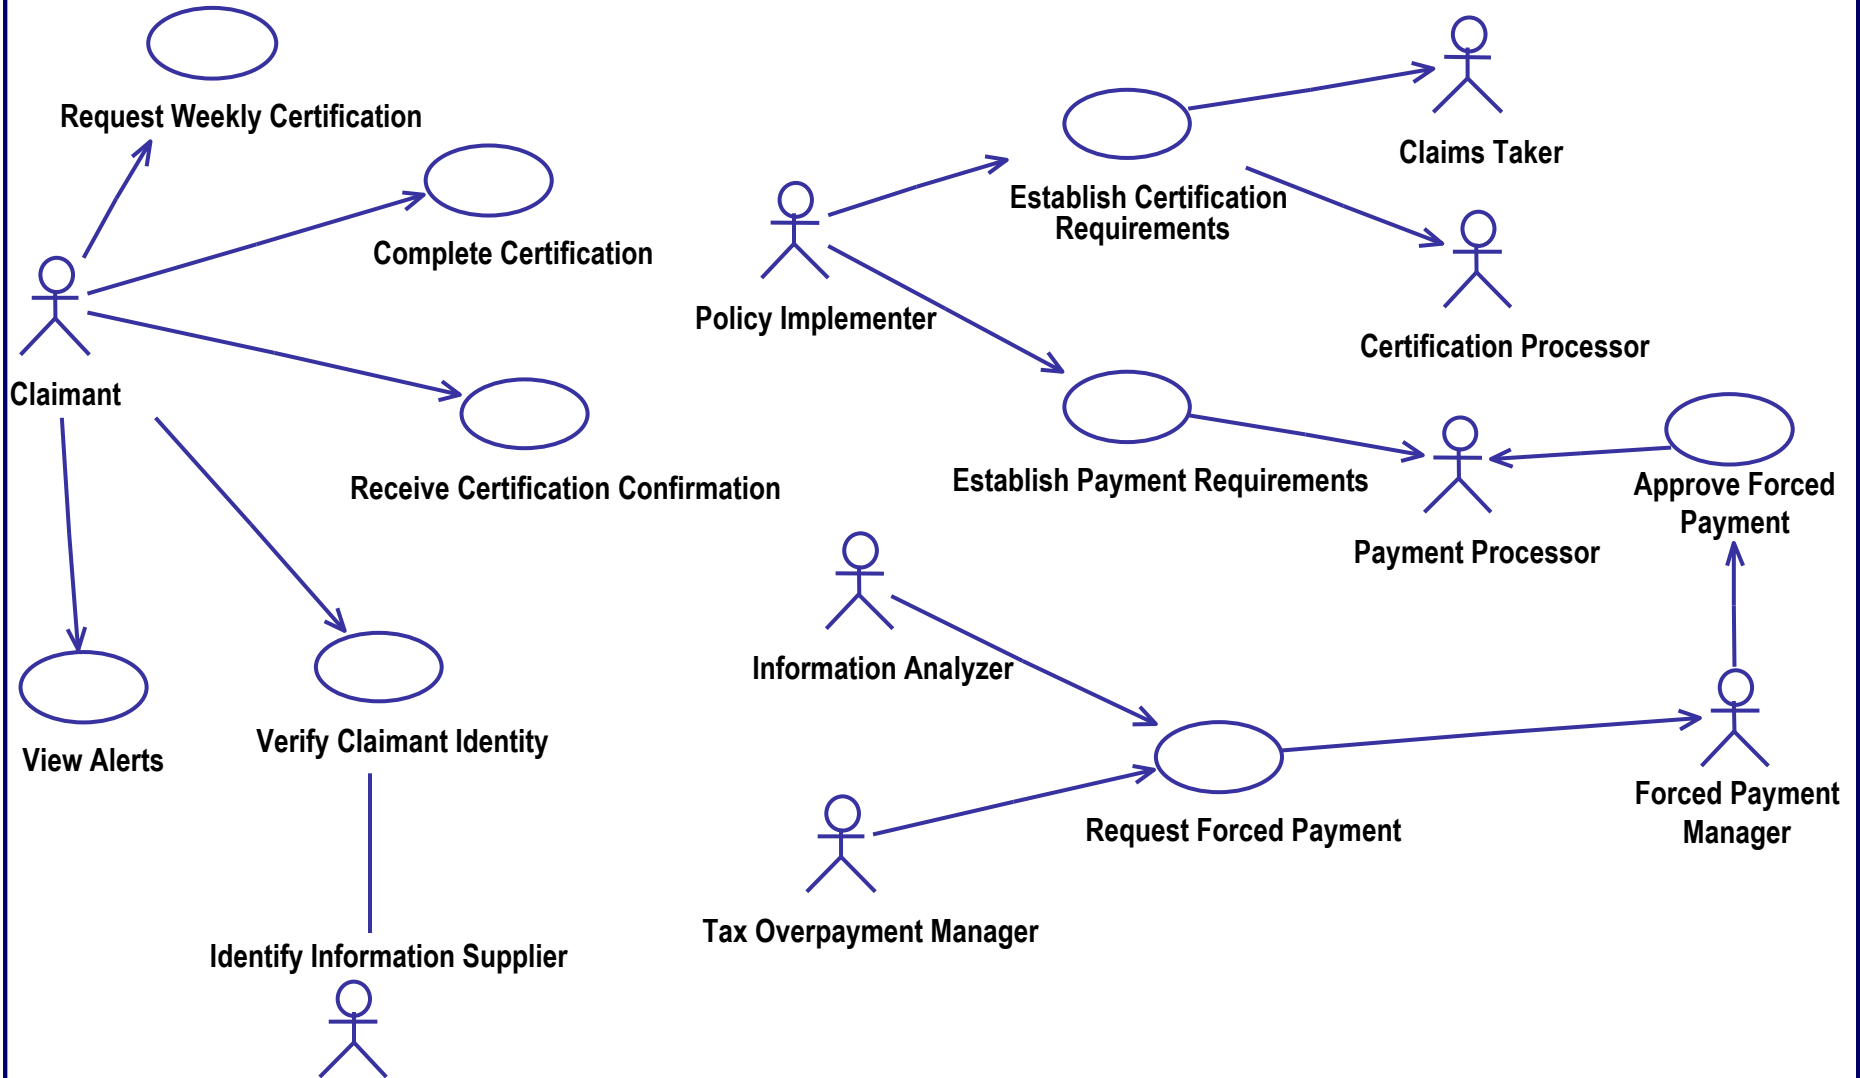 Request Weekly Certification
Complete Certification
Claimant
Receive Certification Confirmation
View Alerts
Verify Claimant Identity
Identify Information Supplier
Claims Taker
Establish Certification
Requirements
Policy Implementer
Certification Processor
Establish Payment Requirements
Approve Forced
Payment
Payment Processor
Information Analyzer
Request Forced Payment
Forced Payment
Manager
Tax Overpayment Manager